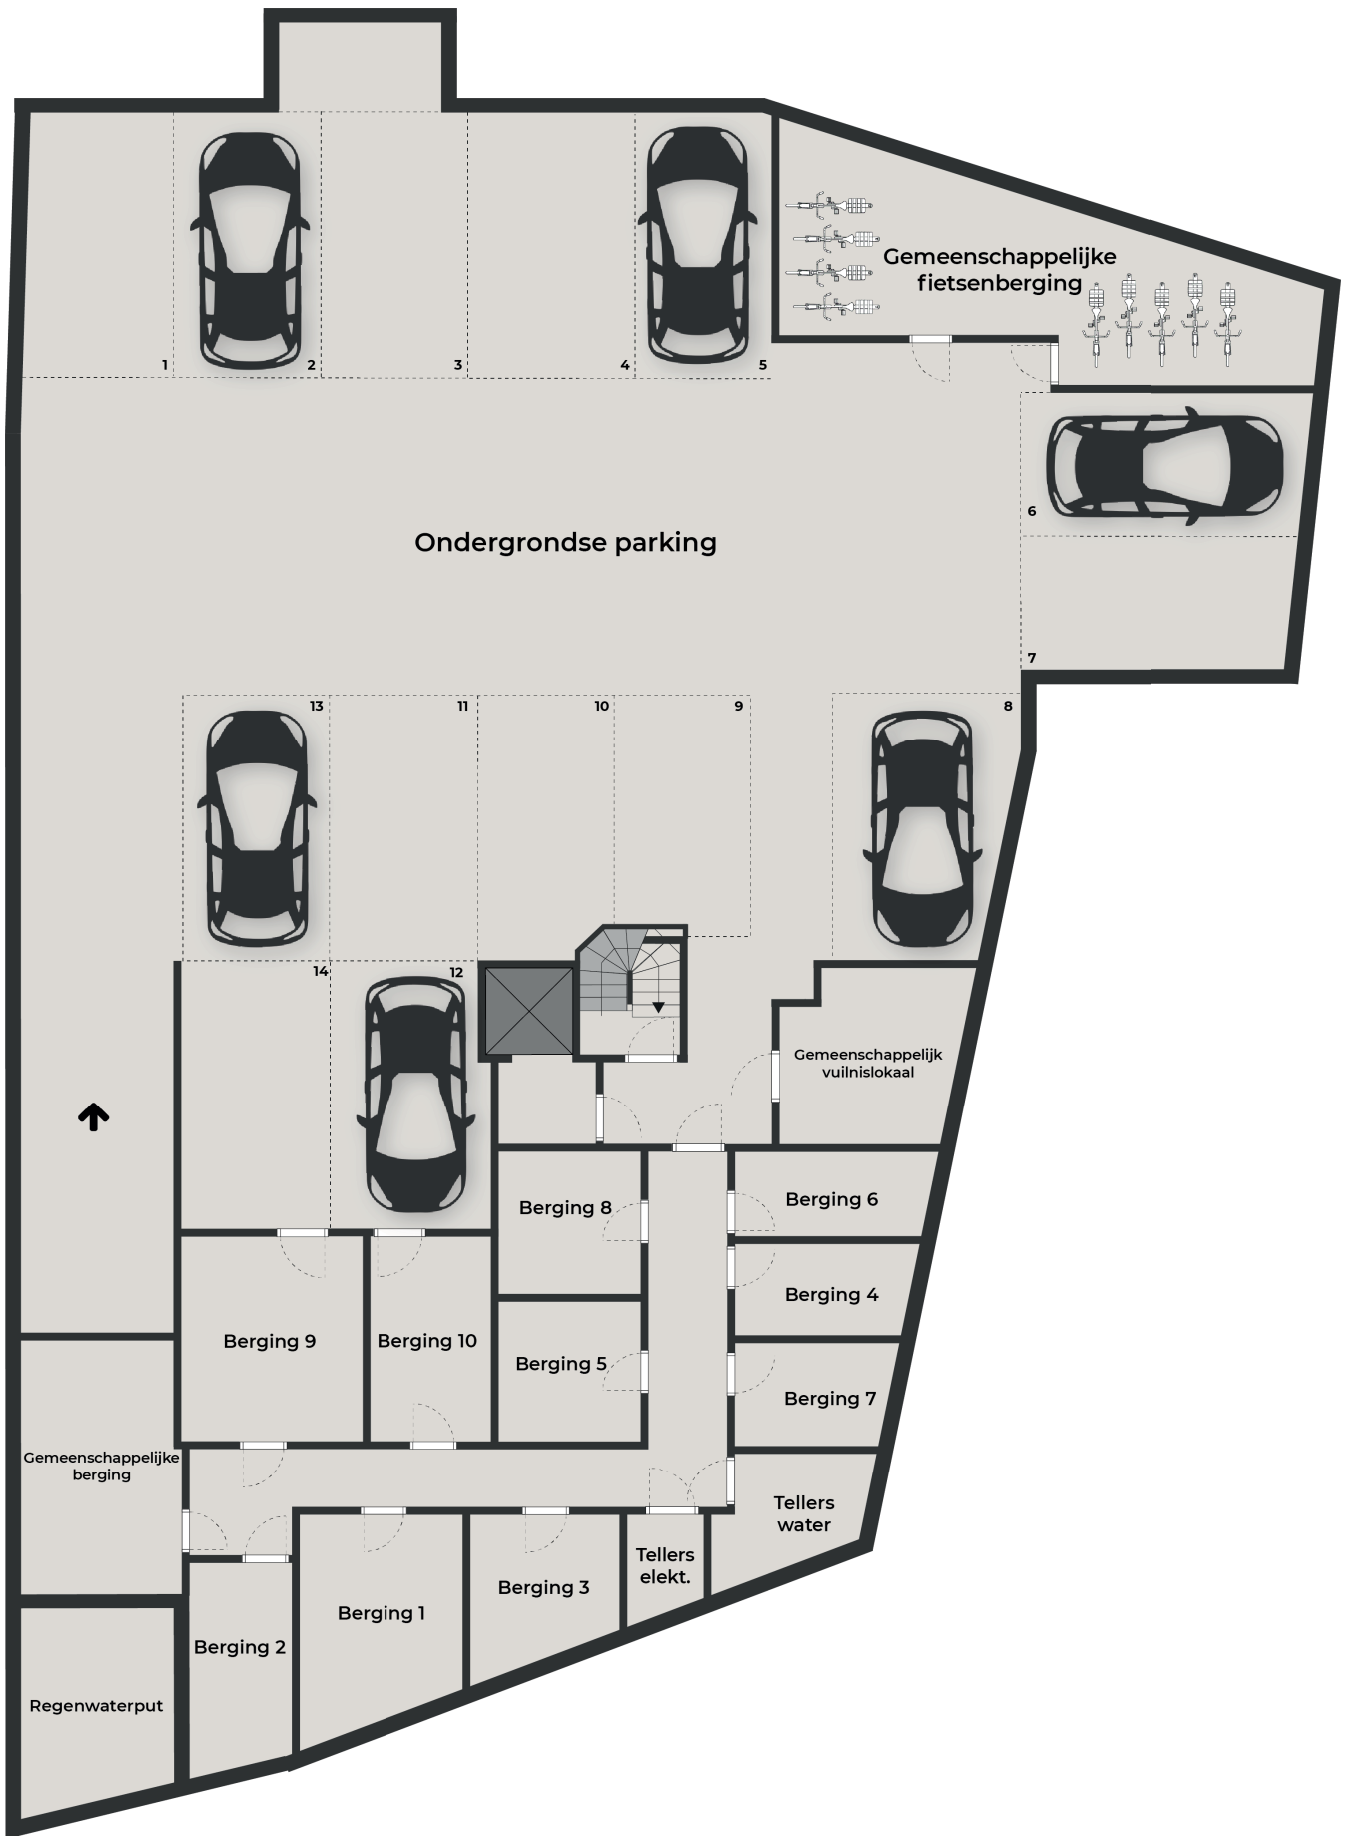 Gemeenschappelijke
fietsenberging
1
2
3
4
5
6
Ondergrondse parking
7
13
11
10
9
8
14
12
Gemeenschappelijk
vuilnislokaal
Berging 8
Berging 6
Berging 4
Berging 9
Berging 10
Berging 5
Berging 7
Gemeenschappelijke
berging
Tellers
water
Tellers
elekt.
Berging 3
Berging 1
Berging 2
Regenwaterput